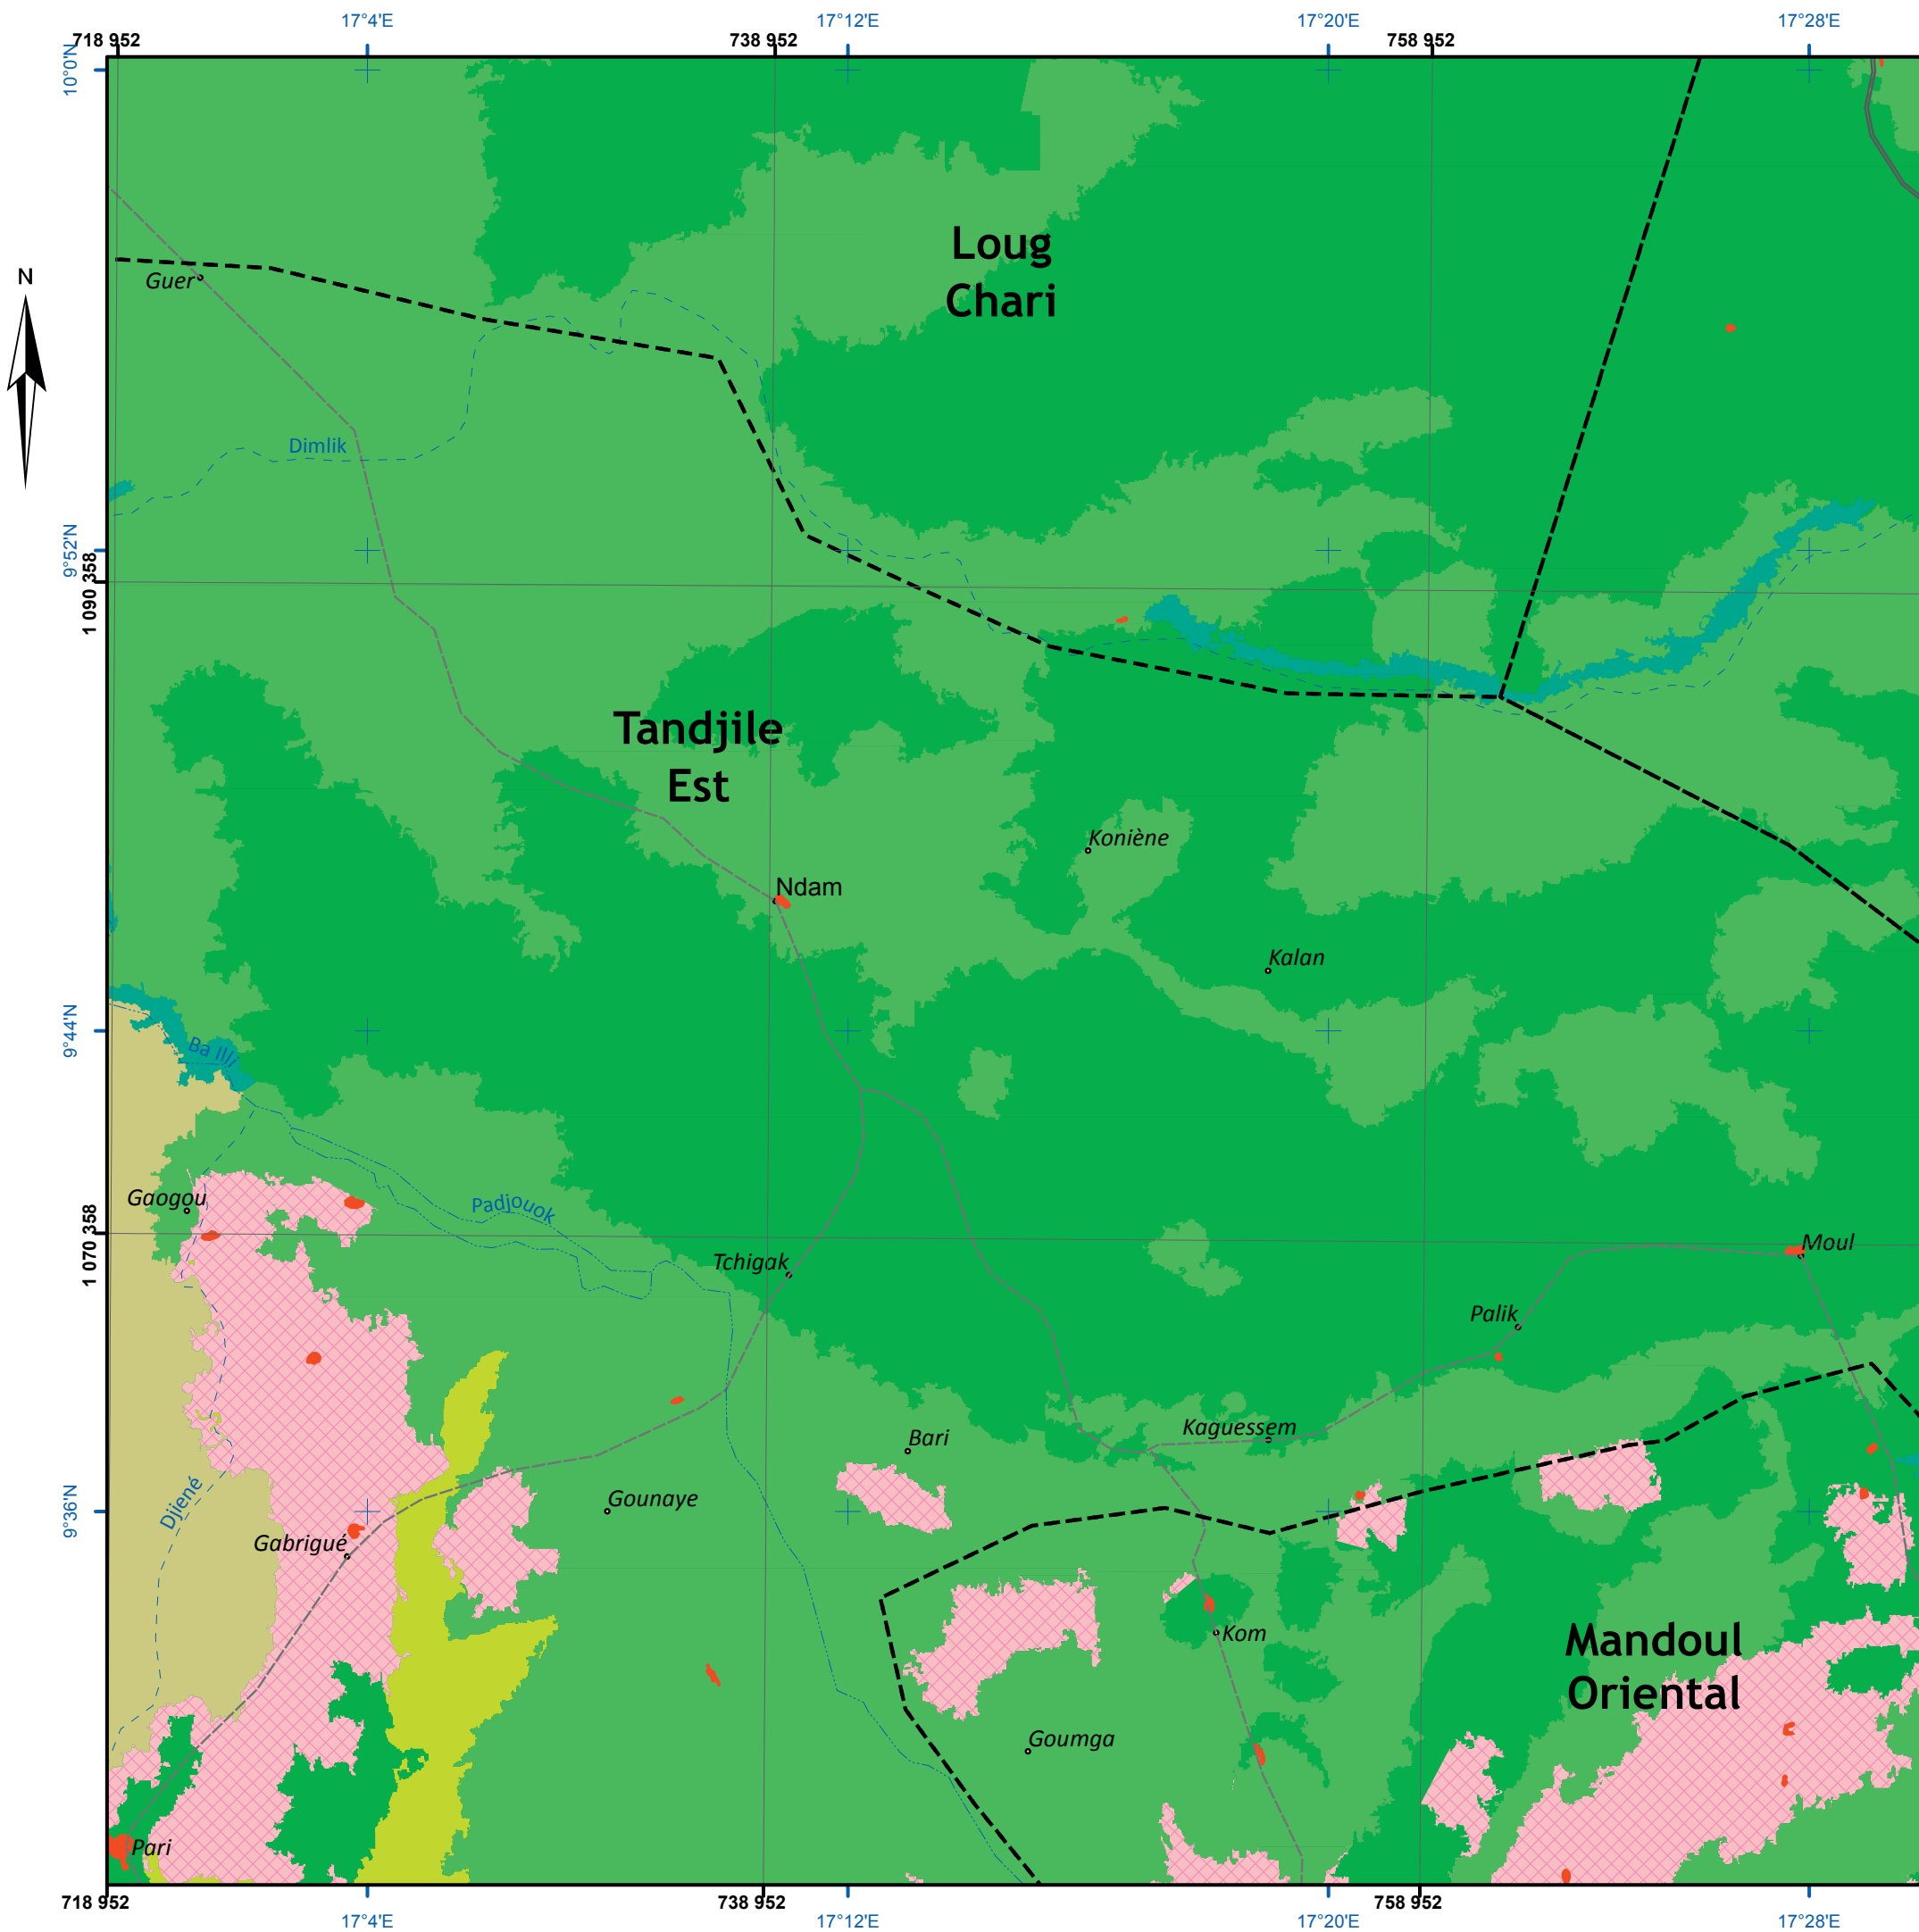 17°4'E
17°12'E
17°20'E
17°28'E
718 952
738 952
758 952
10°0'N
Loug
Chari
N
Guer
Dimlik
9°52'N
1 090 358
Tandjile
Est
Koniène
Ndam
Kalan
9°44'N
Ba Illi
Gaogou
Padjouok
1 070 358
Tchigak
Moul
Palik
Kaguessem
Bari
Djiené
Gounaye
9°36'N
Gabrigué
Kom
Mandoul
Oriental
Goumga
Pari
718 952
738 952
758 952
17°4'E
17°12'E
17°20'E
17°28'E